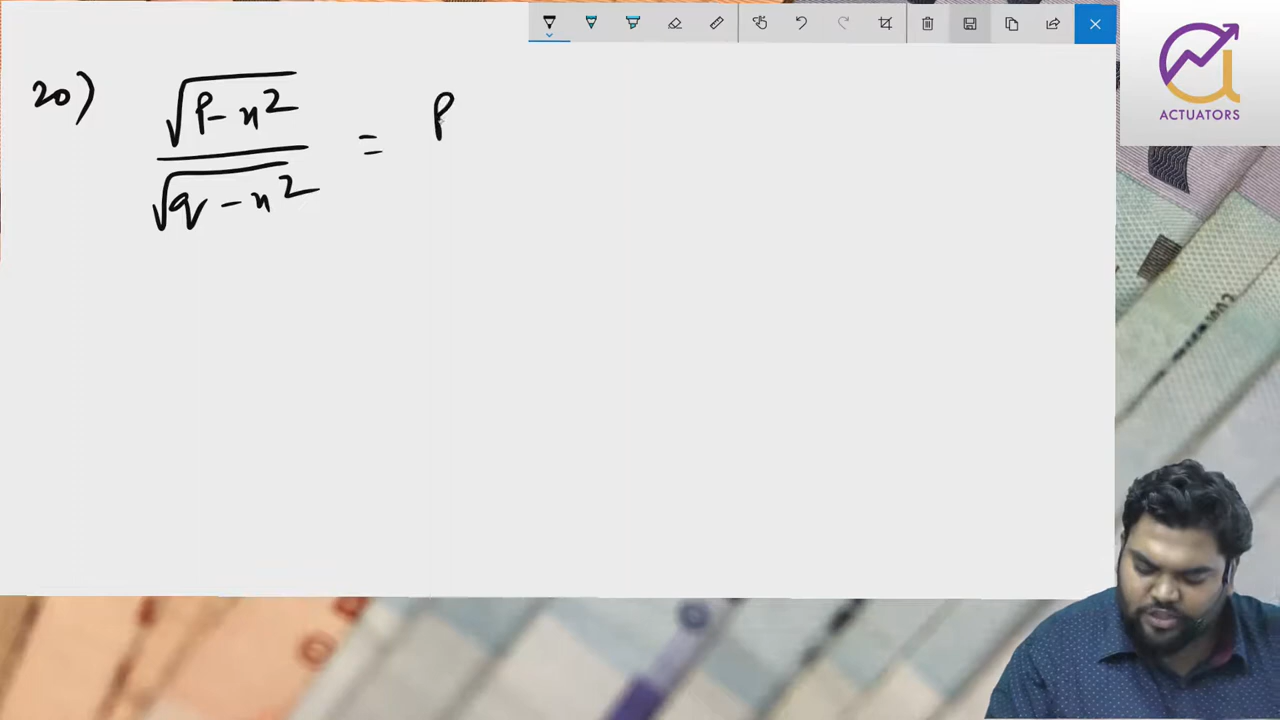 20) √(P-x²) / √(q-x²) = P
ACTUATORS